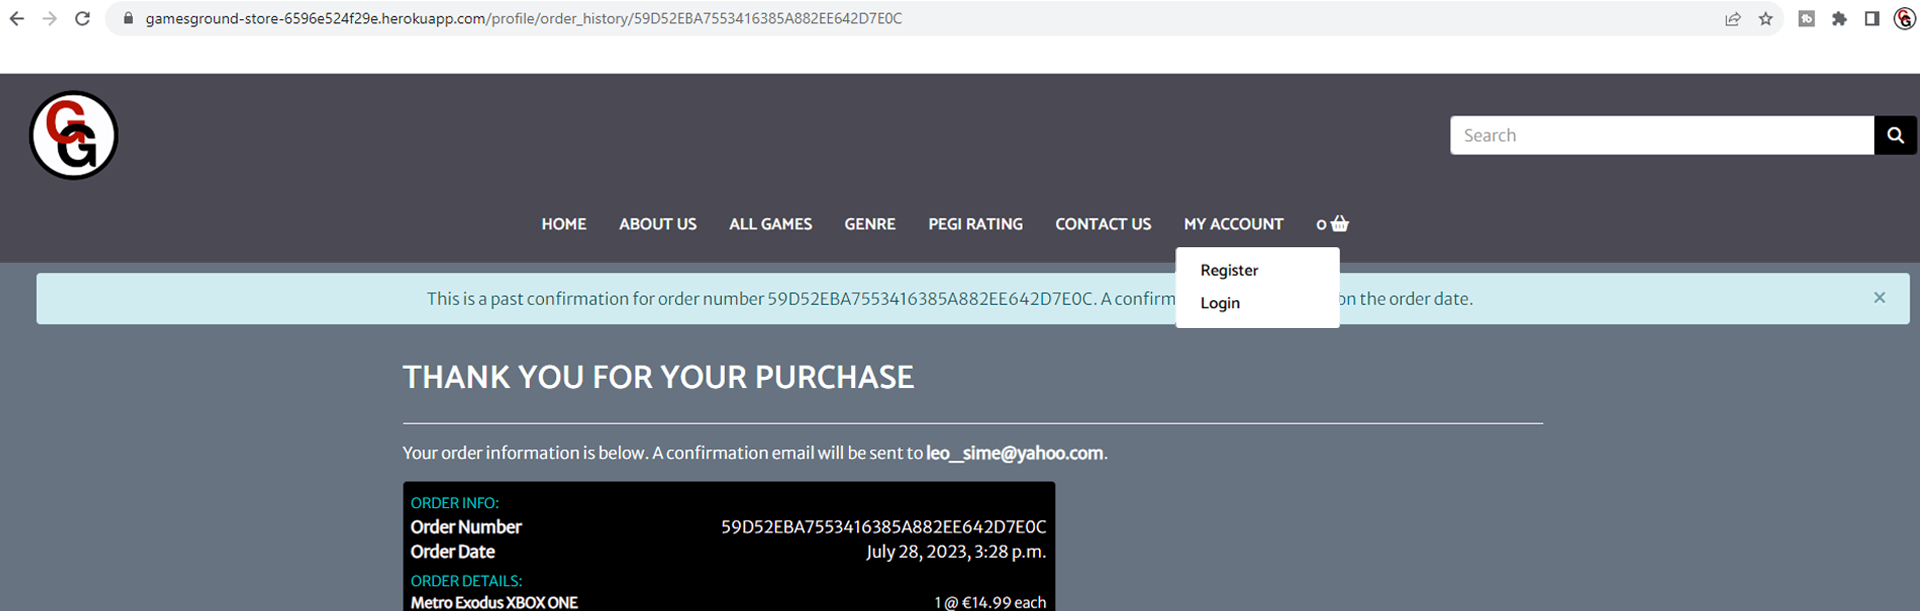 gamesground-store-6596e524f29e.herokuapp.com/profile/order_history/59D52EBA7553416385A882EE642D7E0C
GG
Search
HOME ABOUT US ALL GAMES GENRE PEGI RATING CONTACT US MY ACCOUNT 0
Register
Login
This is a past confirmation for order number 59D52EBA7553416385A882EE642D7E0C. A confirm on the order date. ×
THANK YOU FOR YOUR PURCHASE
Your order information is below. A confirmation email will be sent to leo_sime@yahoo.com.
ORDER INFO:
Order Number 59D52EBA7553416385A882EE642D7E0C
Order Date July 28, 2023, 3:28 p.m.
ORDER DETAILS:
Metro Exodus XBOX ONE 1 @ €14.99 each